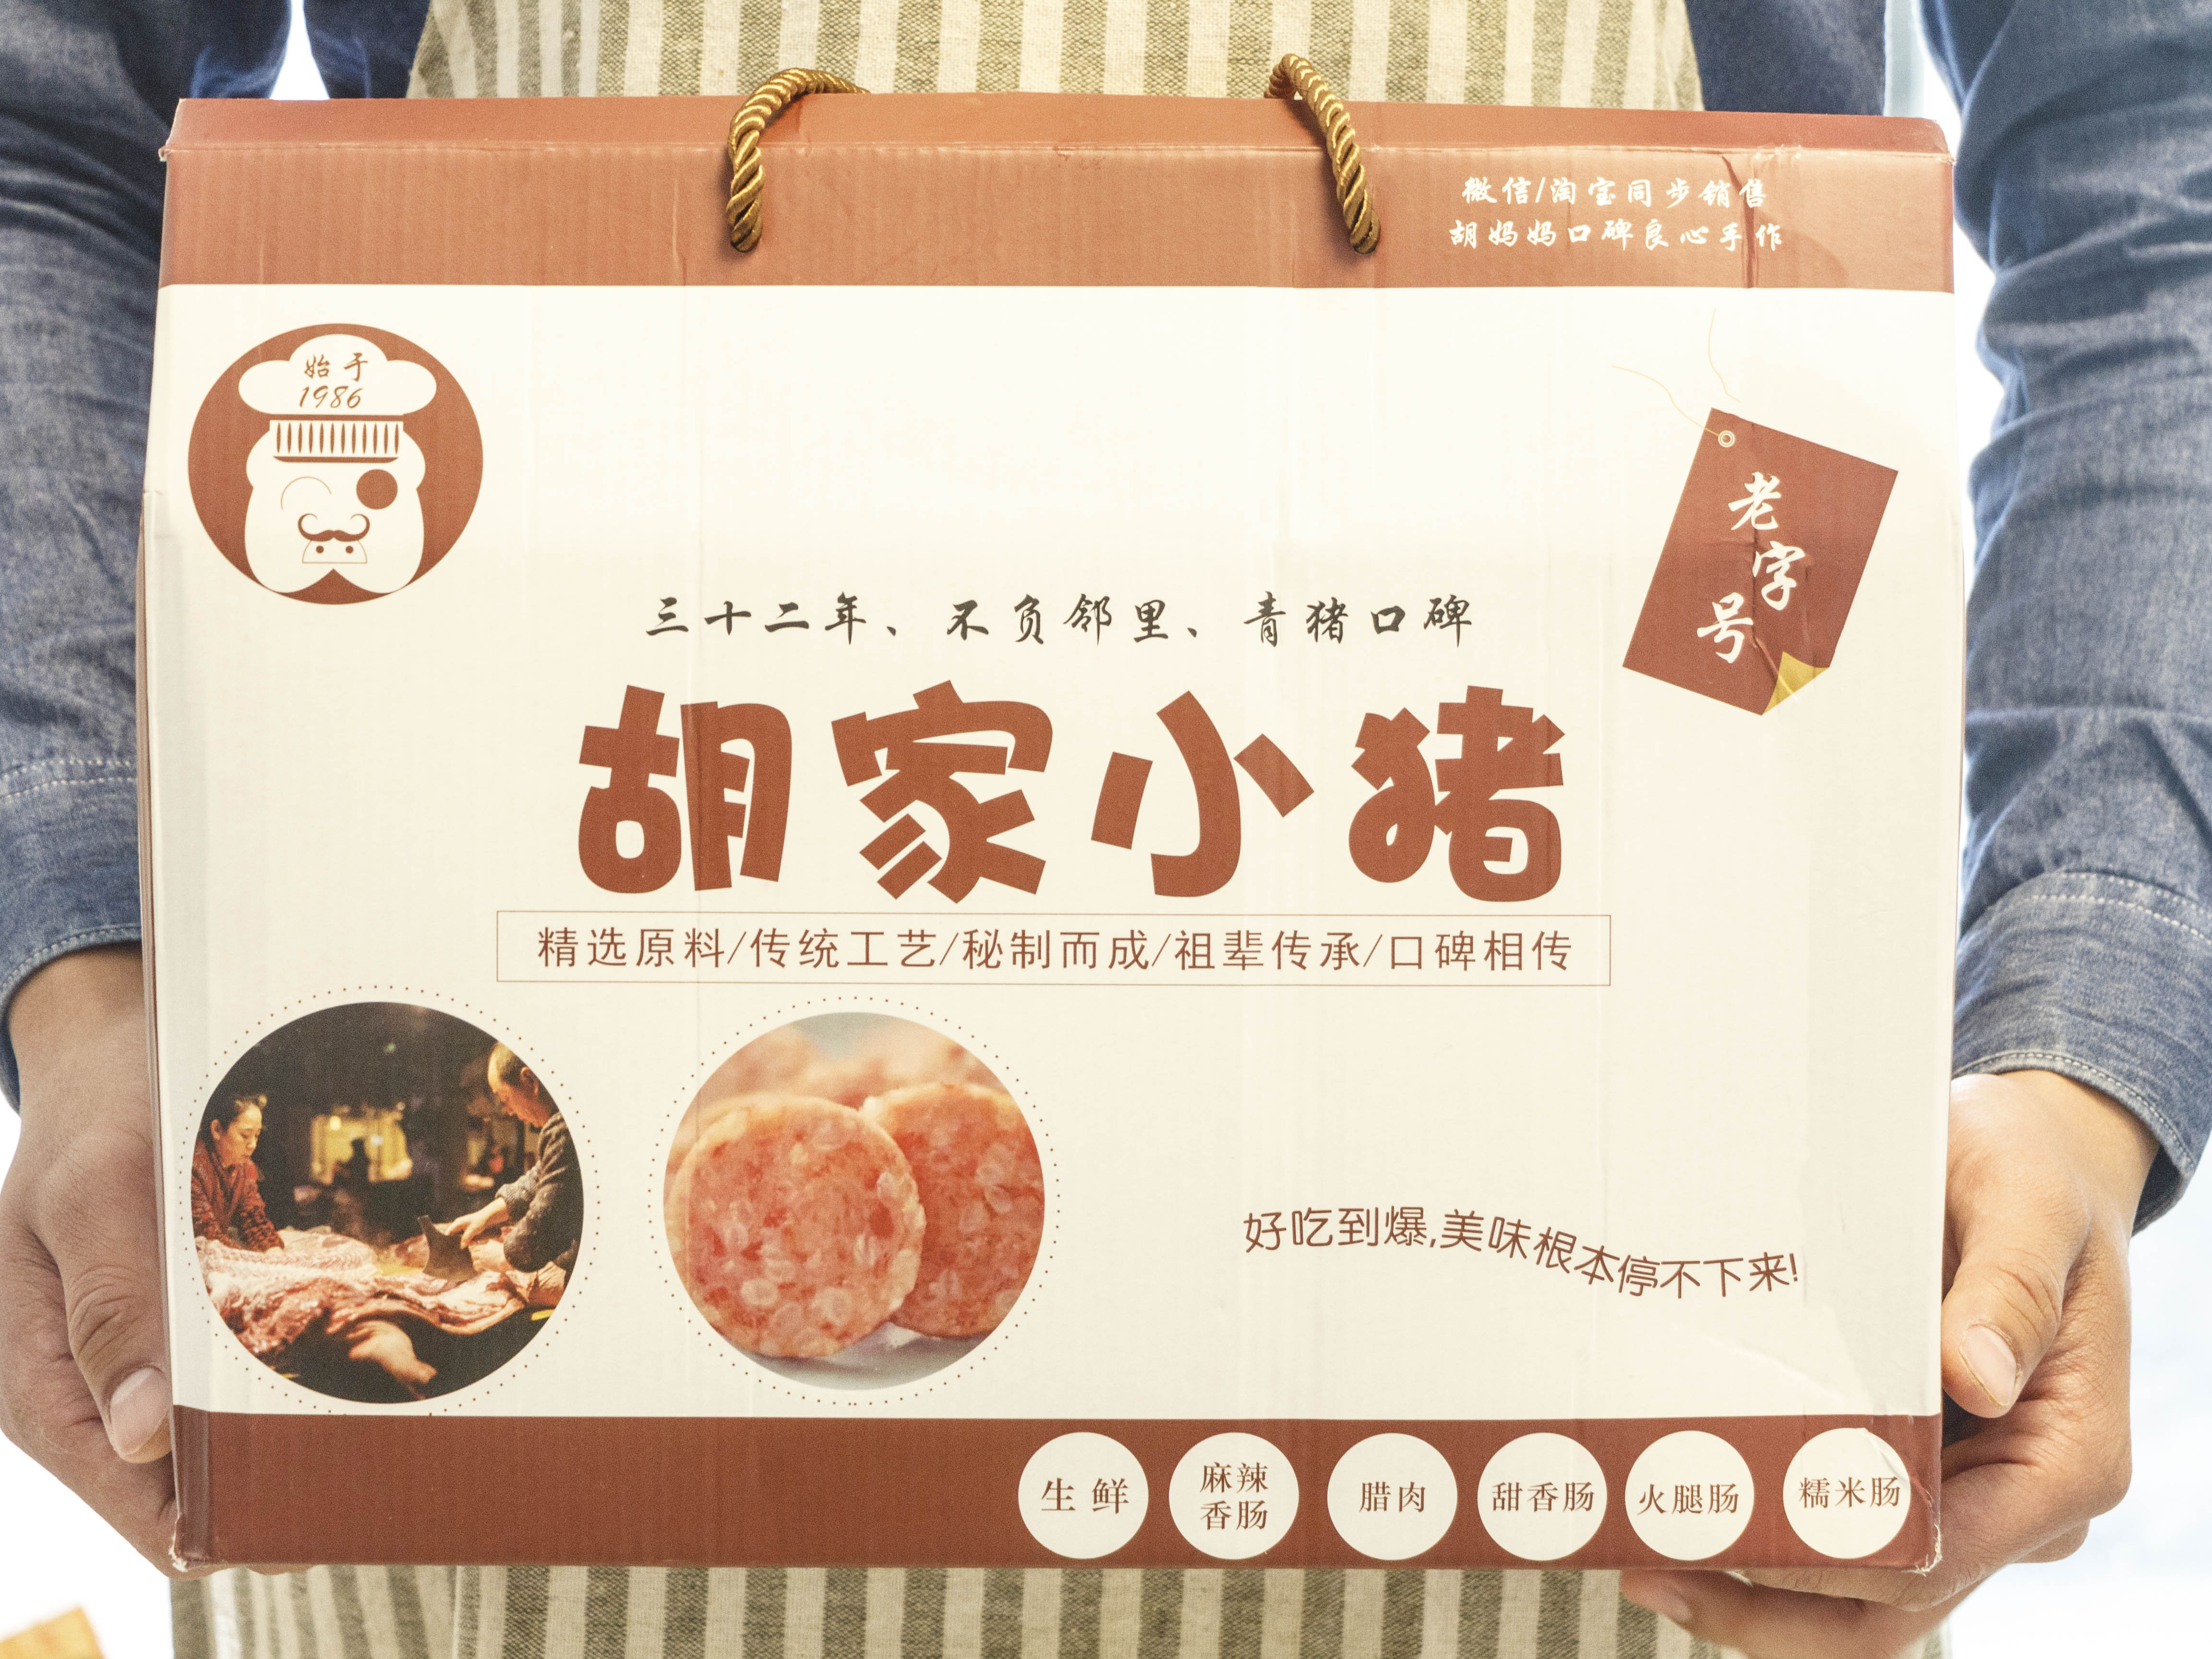 微信/淘宝同步销售
胡妈妈口碑良心手作
始于
1986
老字号
三十二年、不负邻里、青猪口碑
胡家小猪
精选原料/传统工艺/秘制而成/祖辈传承/口碑相传
好吃到爆,美味根本停不下来!
生鲜
麻辣
香肠
腊肉
甜香肠
火腿肠
糯米肠